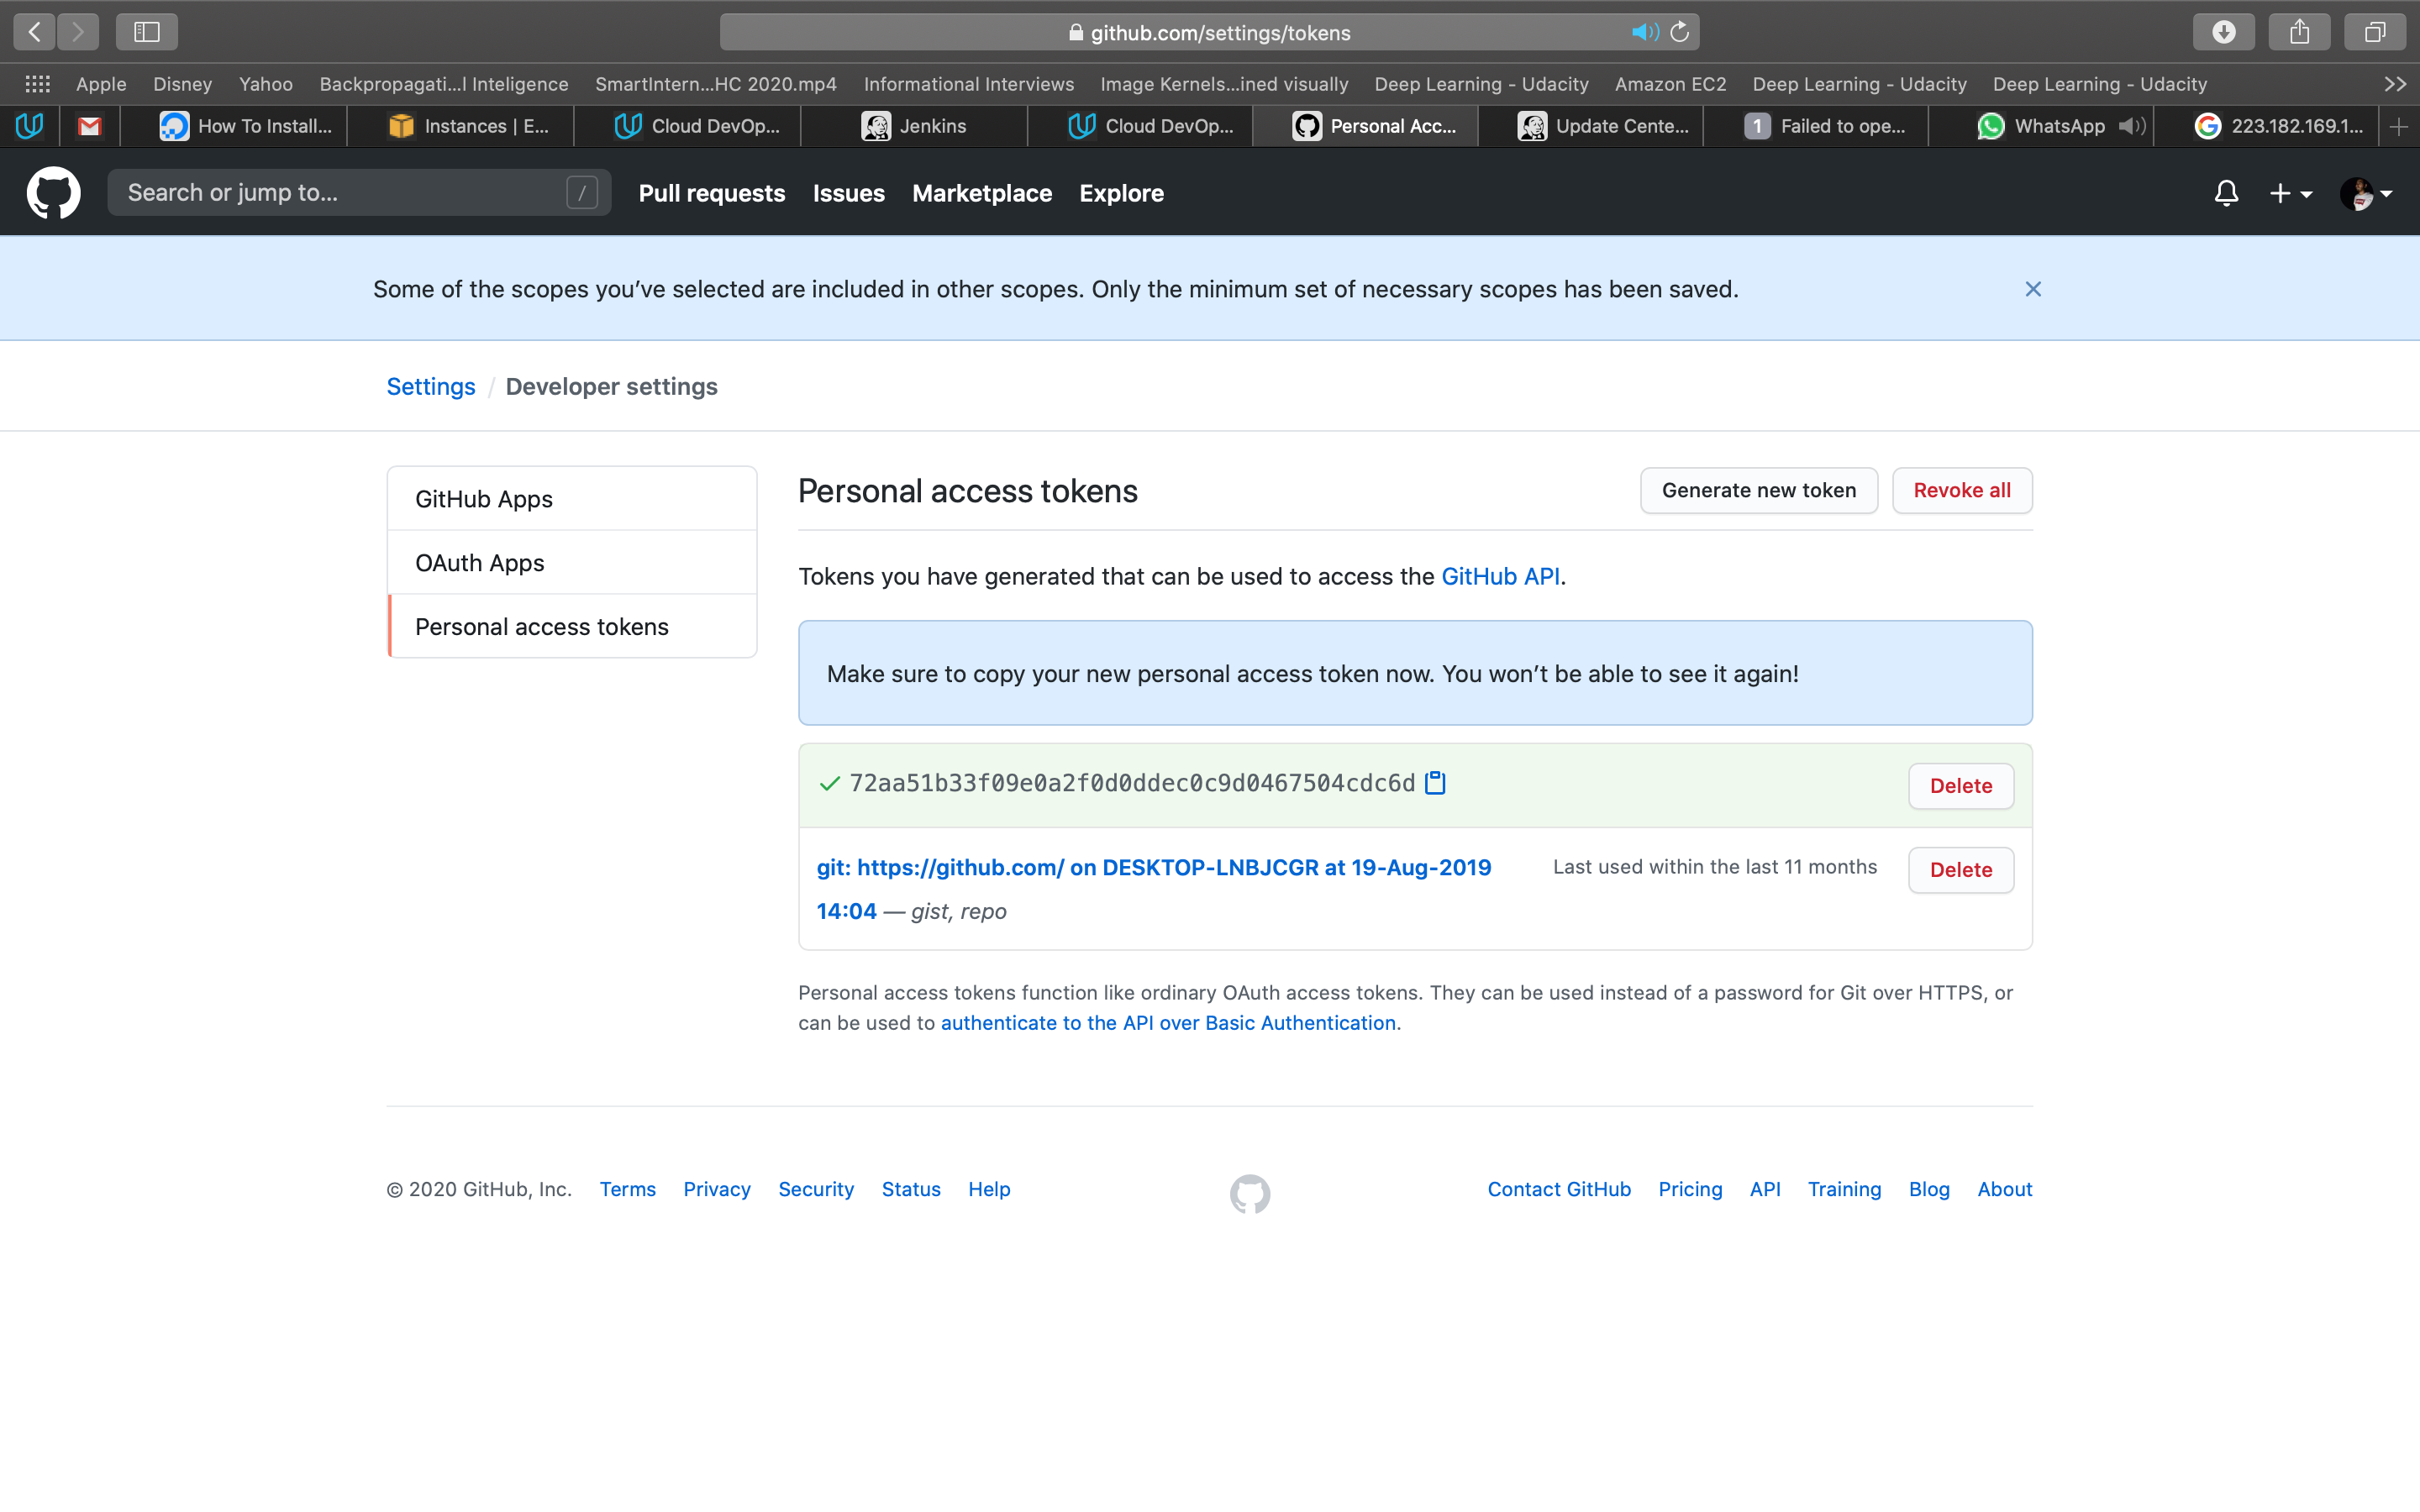 github.com/settings/tokens
Apple Disney Yahoo Backpropagati...l Inteligence SmartIntern...HC 2020.mp4 Informational Interviews Image Kernels...ined visually Deep Learning - Udacity Amazon EC2 Deep Learning - Udacity Deep Learning - Udacity
How To Install... Instances | E... Cloud DevOp... Jenkins Cloud DevOp... Personal Acc... Update Cente... 1 Failed to ope... WhatsApp 223.182.169.1...
Search or jump to... / Pull requests Issues Marketplace Explore
Some of the scopes you’ve selected are included in other scopes. Only the minimum set of necessary scopes has been saved.
Settings / Developer settings
GitHub Apps
OAuth Apps
Personal access tokens
Personal access tokens Generate new token Revoke all
Tokens you have generated that can be used to access the GitHub API.
Make sure to copy your new personal access token now. You won’t be able to see it again!
72aa51b33f09e0a2f0d0ddec0c9d0467504cdc6d Delete
git: https://github.com/ on DESKTOP-LNBJCGR at 19-Aug-2019 Last used within the last 11 months Delete
14:04 — gist, repo
Personal access tokens function like ordinary OAuth access tokens. They can be used instead of a password for Git over HTTPS, or
can be used to authenticate to the API over Basic Authentication.
© 2020 GitHub, Inc. Terms Privacy Security Status Help Contact GitHub Pricing API Training Blog About